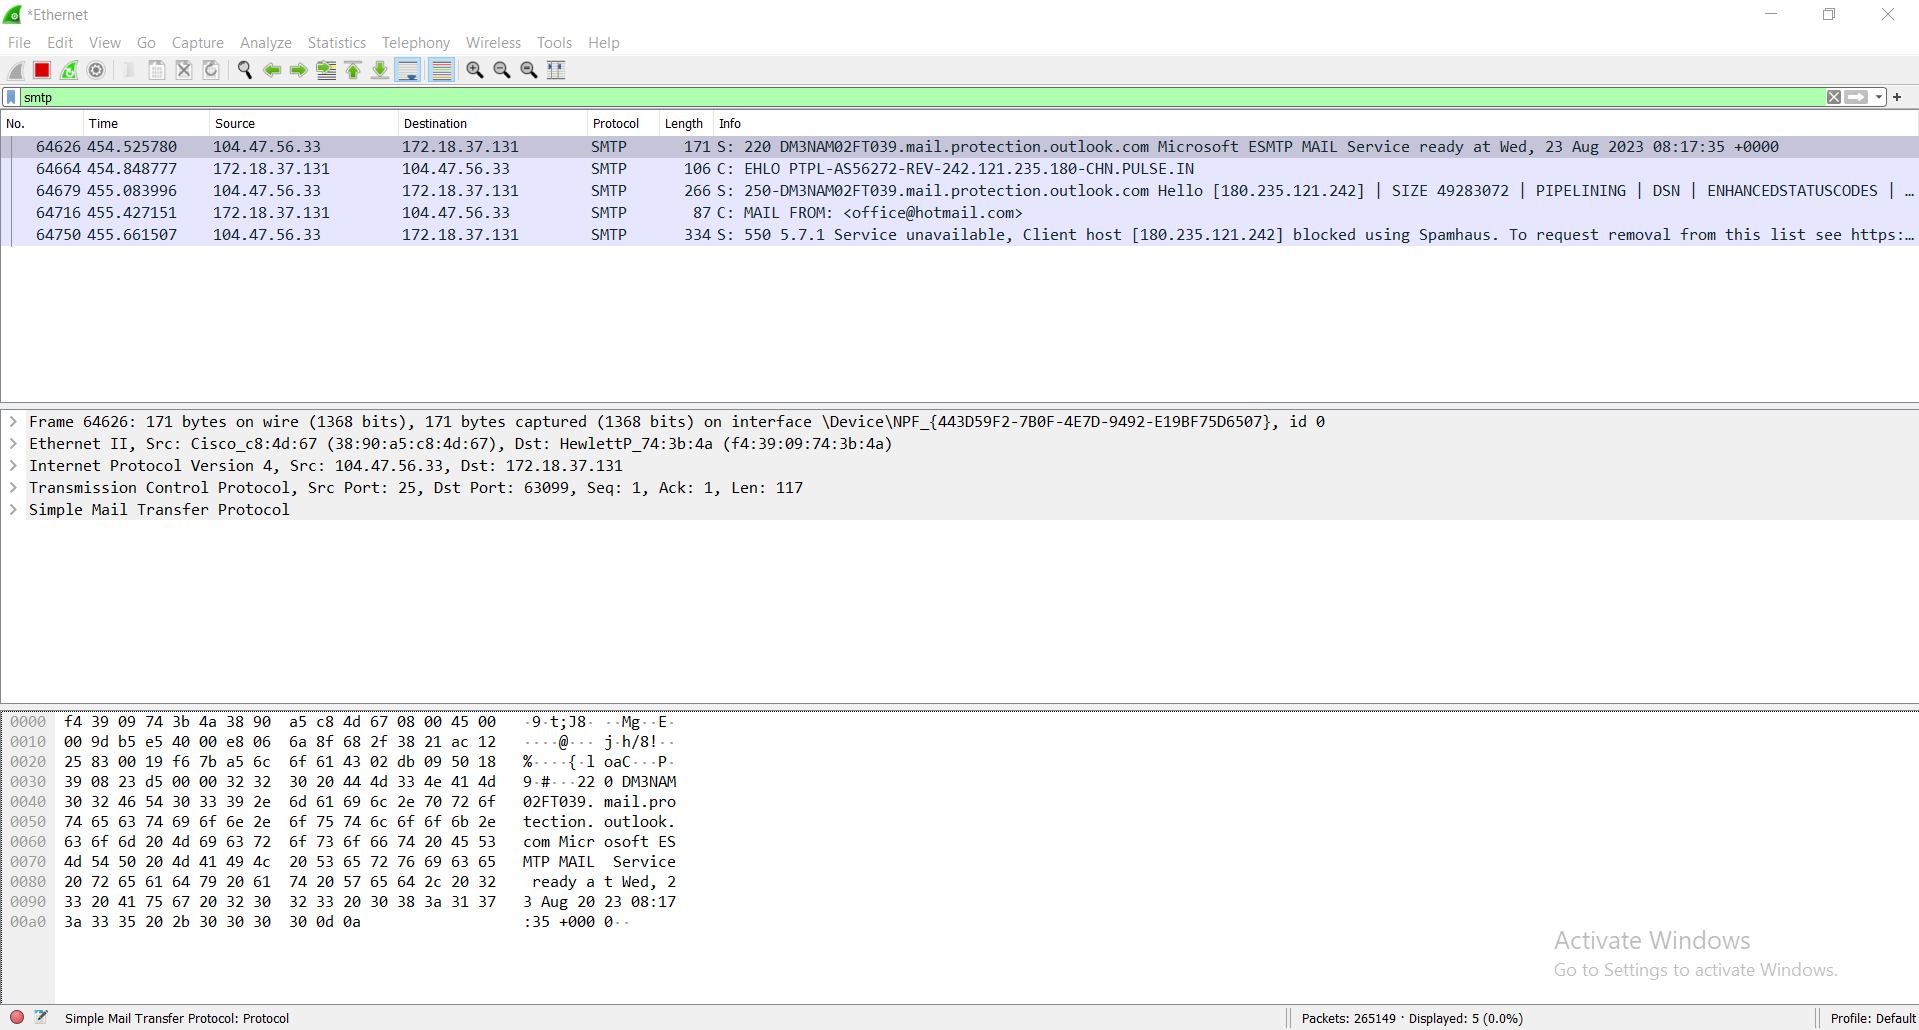 *Ethernet
File Edit View Go Capture Analyze Statistics Telephony Wireless Tools Help
smtp
No. Time Source Destination Protocol Length Info
64626 454.525780 104.47.56.33 172.18.37.131 SMTP 171 S: 220 DM3NAM02FT039.mail.protection.outlook.com Microsoft ESMTP MAIL Service ready at Wed, 23 Aug 2023 08:17:35 +0000
64664 454.848777 172.18.37.131 104.47.56.33 SMTP 106 C: EHLO PTPL-AS56272-REV-242.121.235.180-CHN.PULSE.IN
64679 455.083996 104.47.56.33 172.18.37.131 SMTP 266 S: 250-DM3NAM02FT039.mail.protection.outlook.com Hello [180.235.121.242] | SIZE 49283072 | PIPELINING | DSN | ENHANCEDSTATUSCODES | …
64716 455.427151 172.18.37.131 104.47.56.33 SMTP 87 C: MAIL FROM: <office@hotmail.com>
64750 455.661507 104.47.56.33 172.18.37.131 SMTP 334 S: 550 5.7.1 Service unavailable, Client host [180.235.121.242] blocked using Spamhaus. To request removal from this list see https:…
> Frame 64626: 171 bytes on wire (1368 bits), 171 bytes captured (1368 bits) on interface \Device\NPF_{443D59F2-7B0F-4E7D-9492-E19BF75D6507}, id 0
> Ethernet II, Src: Cisco_c8:4d:67 (38:90:a5:c8:4d:67), Dst: HewlettP_74:3b:4a (f4:39:09:74:3b:4a)
> Internet Protocol Version 4, Src: 104.47.56.33, Dst: 172.18.37.131
> Transmission Control Protocol, Src Port: 25, Dst Port: 63099, Seq: 1, Ack: 1, Len: 117
> Simple Mail Transfer Protocol
0000 f4 39 09 74 3b 4a 38 90 a5 c8 4d 67 08 00 45 00 ·9·t;J8· ··Mg··E·
0010 00 9d b5 e5 40 00 e8 06 6a 8f 68 2f 38 21 ac 12 ····@··· j·h/8!··
0020 25 83 00 19 f6 7b a5 6c 6f 61 43 02 db 09 50 18 %····{·l oaC···P·
0030 39 08 23 d5 00 00 32 32 30 20 44 4d 33 4e 41 4d 9·#···22 0 DM3NAM
0040 30 32 46 54 30 33 39 2e 6d 61 69 6c 2e 70 72 6f 02FT039. mail.pro
0050 74 65 63 74 69 6f 6e 2e 6f 75 74 6c 6f 6f 6b 2e tection. outlook.
0060 63 6f 6d 20 4d 69 63 72 6f 73 6f 66 74 20 45 53 com Micr osoft ES
0070 4d 54 50 20 4d 41 49 4c 20 53 65 72 76 69 63 65 MTP MAIL  Service
0080 20 72 65 61 64 79 20 61 74 20 57 65 64 2c 20 32  ready a t Wed, 2
0090 33 20 41 75 67 20 32 30 32 33 20 30 38 3a 31 37 3 Aug 20 23 08:17
00a0 3a 33 35 20 2b 30 30 30 30 0d 0a :35 +000 0··
Activate Windows
Go to Settings to activate Windows.
Simple Mail Transfer Protocol: Protocol Packets: 265149 · Displayed: 5 (0.0%) Profile: Default